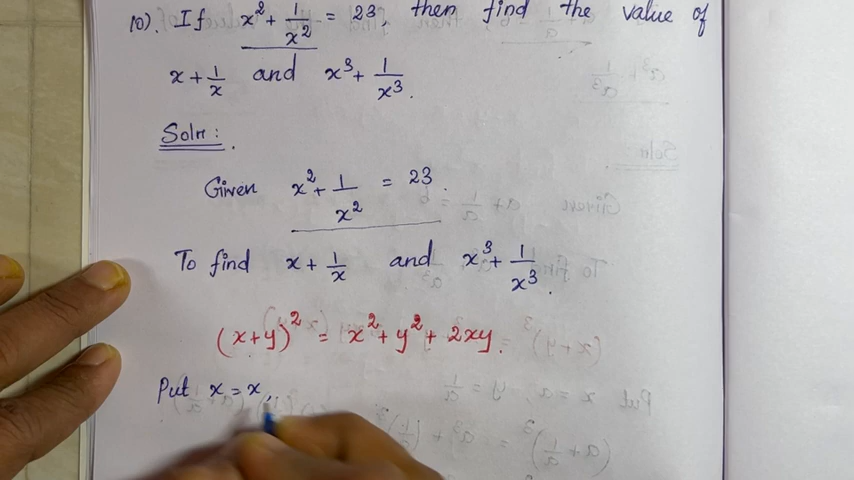 10). If x² + 1/x² = 23, then find the value of
x + 1/x and x³ + 1/x³.
Soln:.
Given x² + 1/x² = 23.
To find x + 1/x and x³ + 1/x³.
(x+y)² = x² + y² + 2xy.
Put x = x,